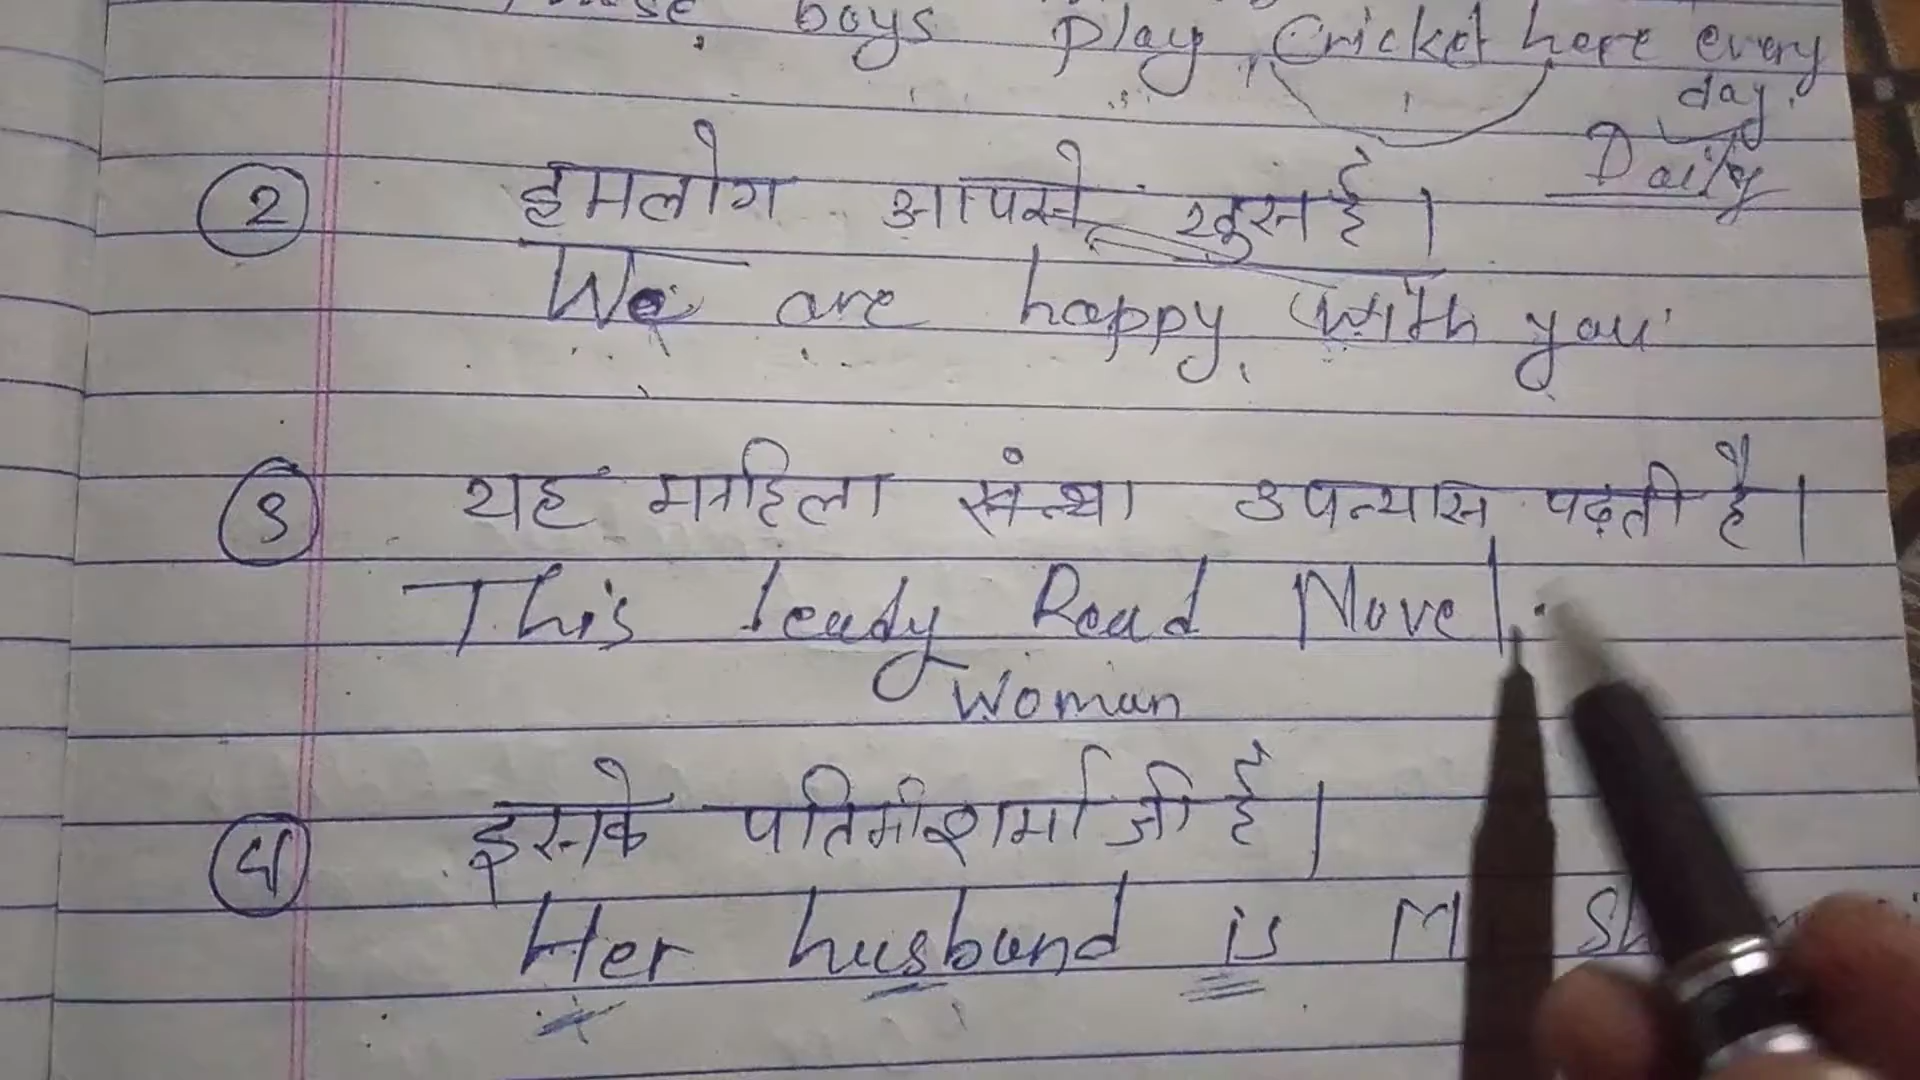 boys play Cricket here every
day.
Daily
② हमलोग आपसे खुस है।
We are happy with you
③ यह महिला उपन्यास पढ़ती है।
This leady Read Novel.
Woman
④ इसके पति शर्मा जी है।
Her husband is